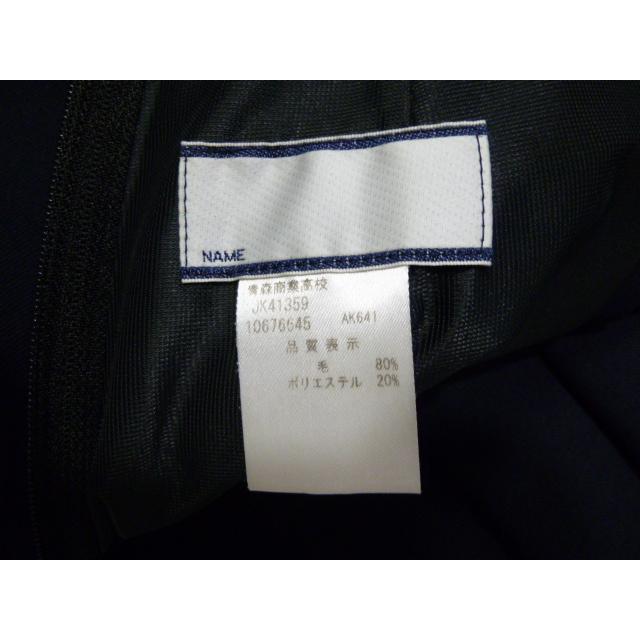 NAME
青森商業高校
JK41359
10676645 AK641
品質表示
毛 80%
ポリエステル 20%